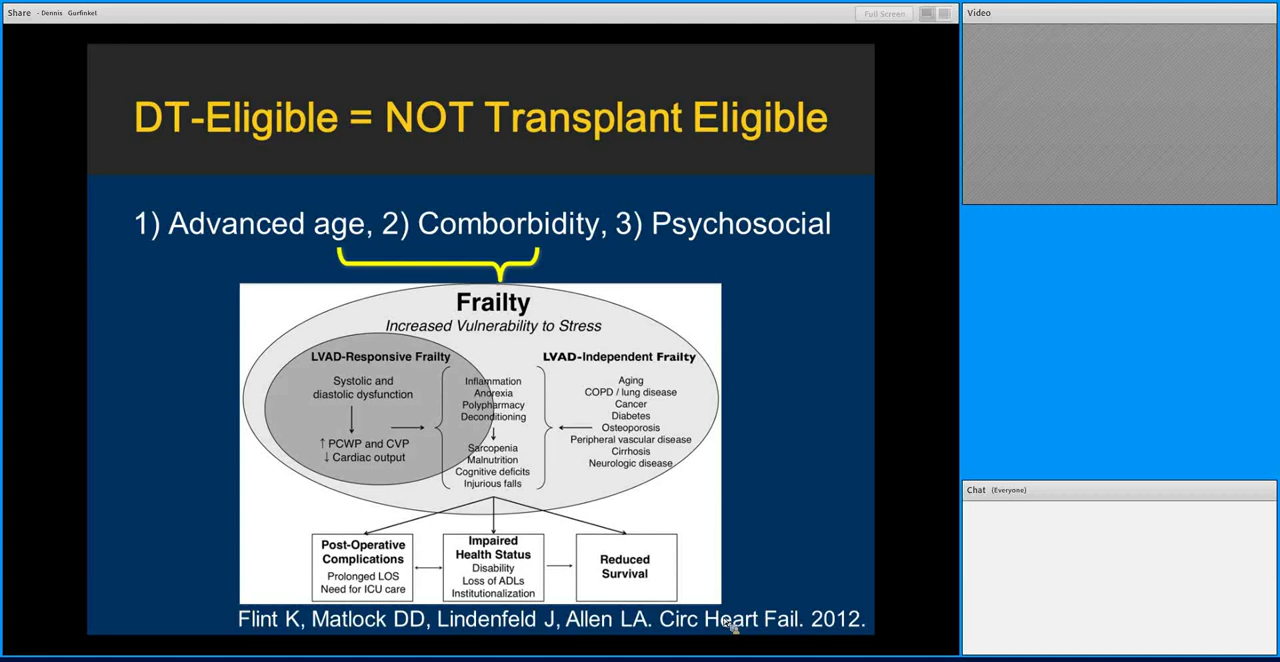 Share - Dennis Gurfinkel
Full Screen
Video
DT-Eligible = NOT Transplant Eligible
1) Advanced age, 2) Comborbidity, 3) Psychosocial
Frailty
Increased Vulnerability to Stress
LVAD-Responsive Frailty
Systolic and
diastolic dysfunction
↑ PCWP and CVP
↓ Cardiac output
Inflammation
Anorexia
Polypharmacy
Deconditioning
Sarcopenia
Malnutrition
Cognitive deficits
Injurious falls
LVAD-Independent Frailty
Aging
COPD / lung disease
Cancer
Diabetes
Osteoporosis
Peripheral vascular disease
Cirrhosis
Neurologic disease
Post-Operative
Complications
Prolonged LOS
Need for ICU care
Impaired
Health Status
Disability
Loss of ADLs
Institutionalization
Reduced
Survival
Flint K, Matlock DD, Lindenfeld J, Allen LA. Circ Heart Fail. 2012.
Chat (Everyone)